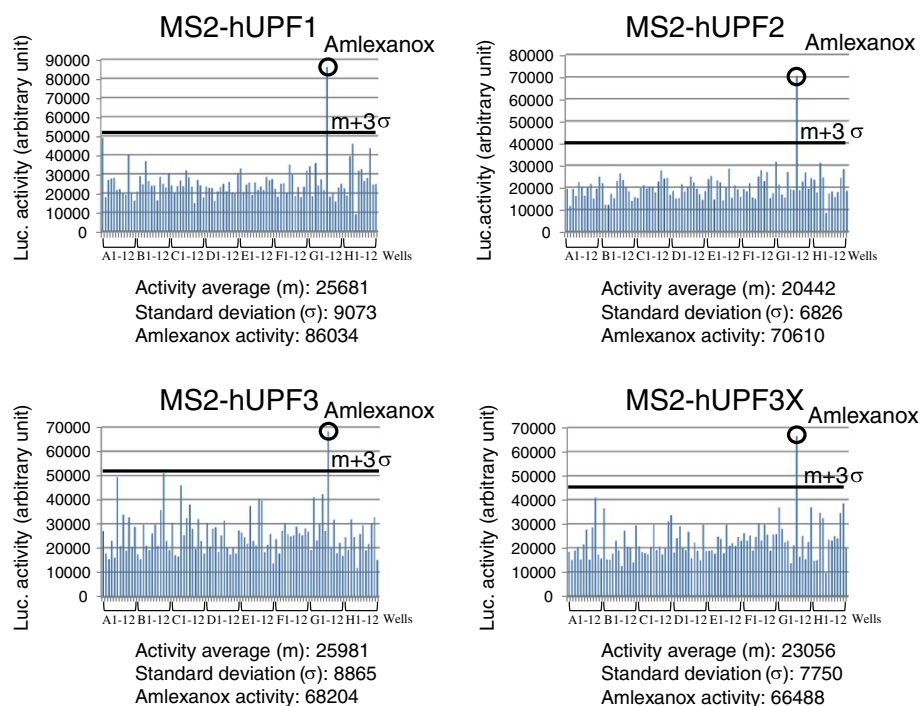 MS2-hUPF1
Amlexanox
Luc. activity (arbitrary unit)
90000
80000
70000
60000
50000
40000
30000
20000
10000
0
m+3σ
A1-12 B1-12 C1-12 D1-12 E1-12 F1-12 G1-12 H1-12 Wells
Activity average (m): 25681
Standard deviation (σ): 9073
Amlexanox activity: 86034
MS2-hUPF2
Amlexanox
Luc.activity (arbitrary unit)
80000
70000
60000
50000
40000
30000
20000
10000
0
m+3 σ
A1-12 B1-12 C1-12 D1-12 E1-12 F1-12 G1-12 H1-12 Wells
Activity average (m): 20442
Standard deviation (σ): 6826
Amlexanox activity: 70610
MS2-hUPF3
Amlexanox
Luc. activity (arbitrary unit)
70000
60000
50000
40000
30000
20000
10000
0
m+3 σ
A1-12 B1-12 C1-12 D1-12 E1-12 F1-12 G1-12 H1-12 Wells
Activity average (m): 25981
Standard deviation (σ): 8865
Amlexanox activity: 68204
MS2-hUPF3X
Amlexanox
Luc. activity (arbitrary unit)
70000
60000
50000
40000
30000
20000
10000
0
m+3 σ
A1-12 B1-12 C1-12 D1-12 E1-12 F1-12 G1-12 H1-12 Wells
Activity average (m): 23056
Standard deviation (σ): 7750
Amlexanox activity: 66488